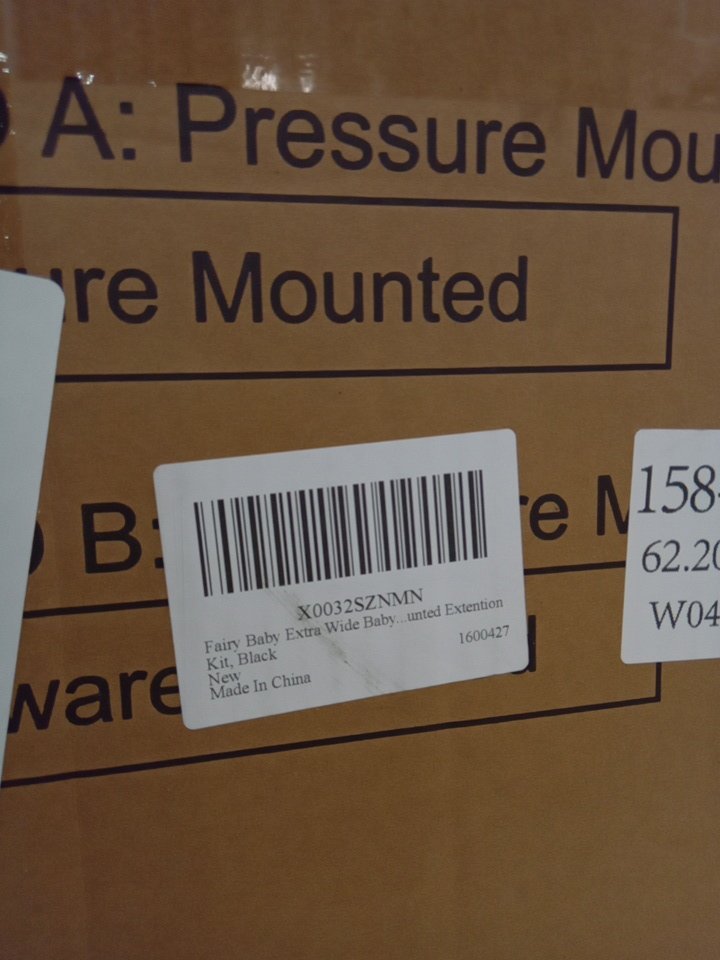 A: Pressure Mou
ure Mounted
B: re M
X0032SZNMN
Fairy Baby Extra Wide Baby...unted Extention
Kit, Black
1600427
New
Made In China
158
62.20
W04
ware d